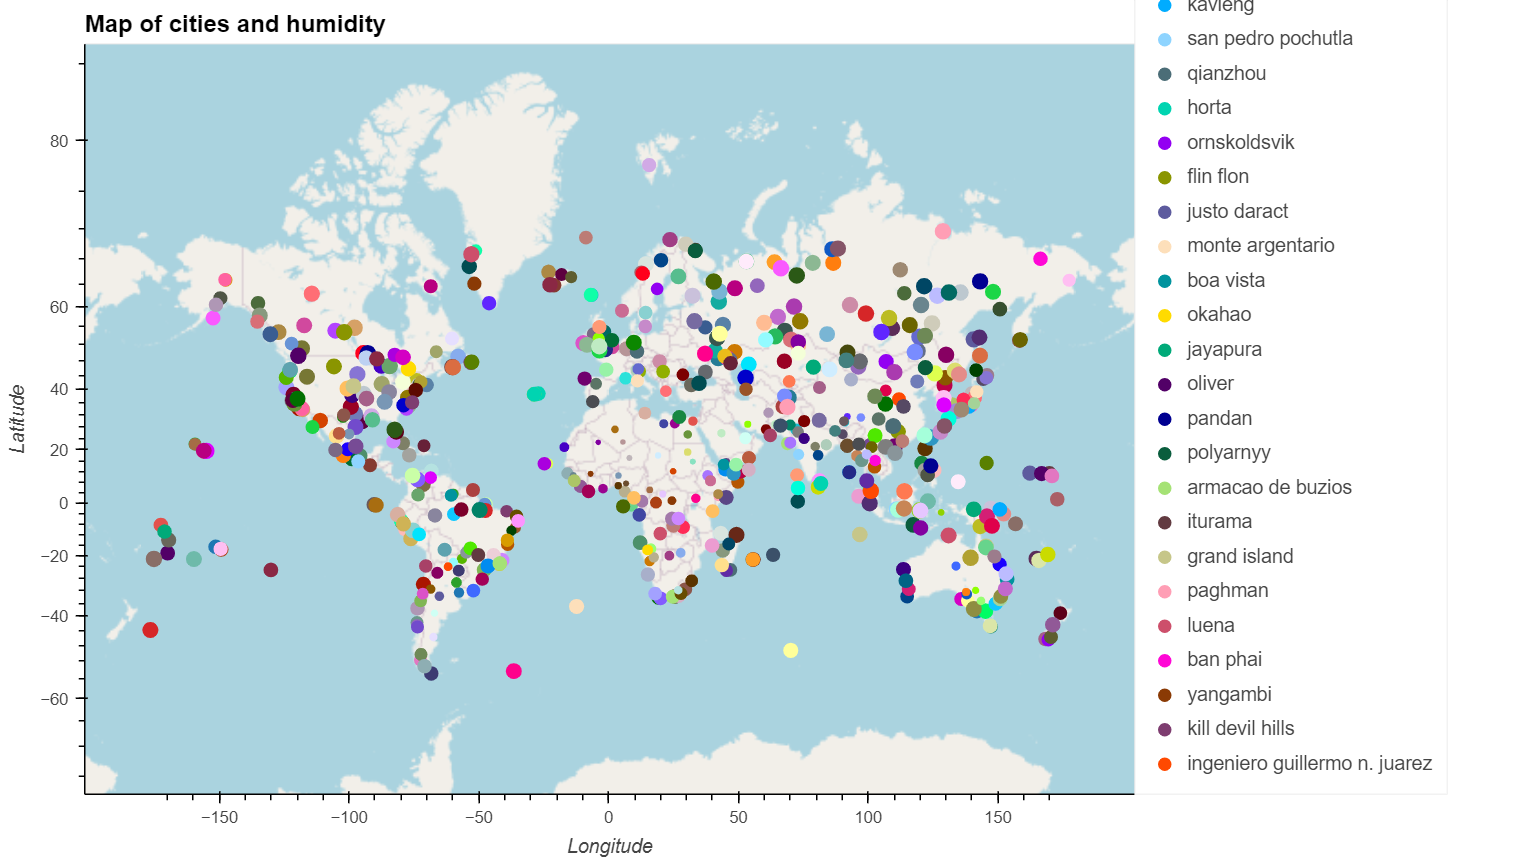 Map of cities and humidity
kavieng
san pedro pochutla
qianzhou
horta
ornskoldsvik
flin flon
justo daract
monte argentario
boa vista
okahao
jayapura
oliver
pandan
polyarnyy
armacao de buzios
iturama
grand island
paghman
luena
ban phai
yangambi
kill devil hills
ingeniero guillermo n. juarez
Latitude
80
60
40
20
0
−20
−40
−60
−150
−100
−50
0
50
100
150
Longitude